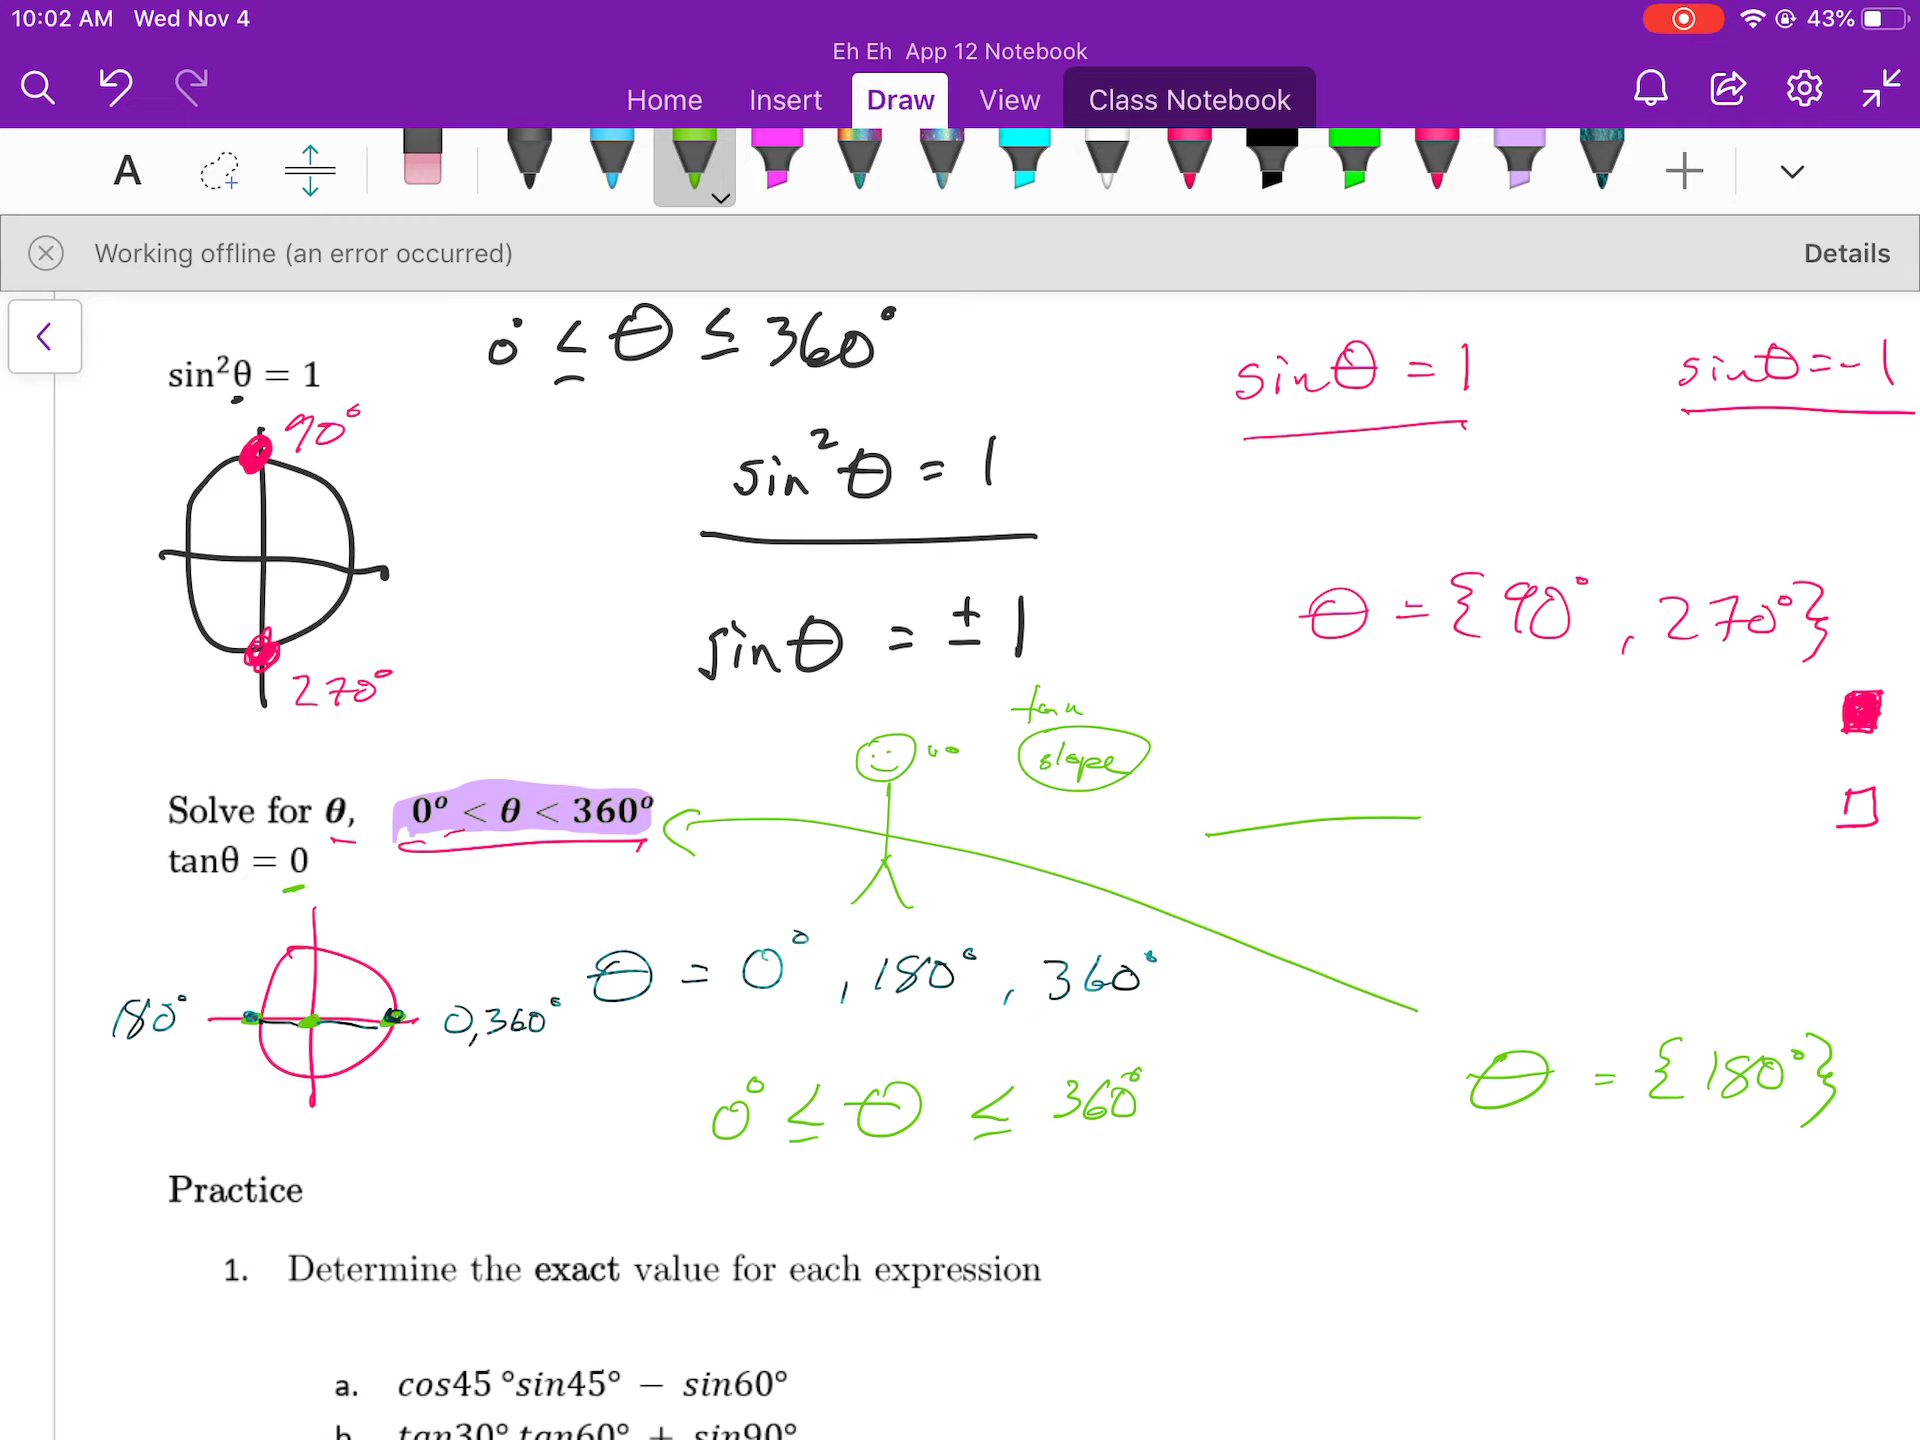 10:02 AM Wed Nov 4
43%
Eh Eh App 12 Notebook
Home Insert Draw View Class Notebook
A
Working offline (an error occurred)
Details
0° ≤ θ ≤ 360°
sin²θ = 1
sinθ = 1
sinθ = -1
90°
sin²θ = 1
sinθ = ± 1
θ = {90°, 270°}
270°
tan
slope
Solve for θ, 0° < θ < 360°
tanθ = 0
θ = 0°, 180°, 360°
180°
0, 360°
0° ≤ θ ≤ 360°
θ = {180°}
Practice
1. Determine the exact value for each expression
a. cos45 °sin45° − sin60°
b tan30° tan60° + sin90°